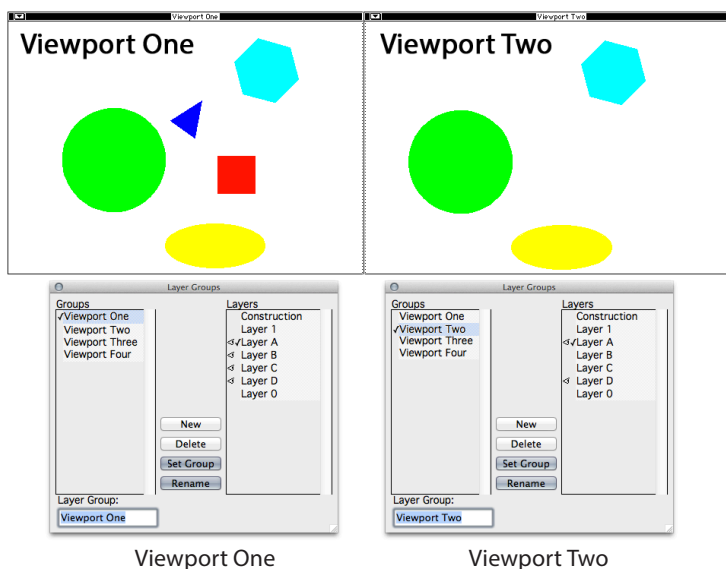 Viewport One
Viewport Two
Viewport One
Viewport Two
Layer Groups
Groups
Layers
✓Viewport One
Viewport Two
Viewport Three
Viewport Four
Construction
Layer 1
✓Layer A
Layer B
Layer C
Layer D
Layer 0
New
Delete
Set Group
Rename
Layer Group:
Viewport One
Layer Groups
Groups
Layers
Viewport One
✓Viewport Two
Viewport Three
Viewport Four
Construction
Layer 1
✓Layer A
Layer B
Layer C
Layer D
Layer 0
New
Delete
Set Group
Rename
Layer Group:
Viewport Two
Viewport One
Viewport Two